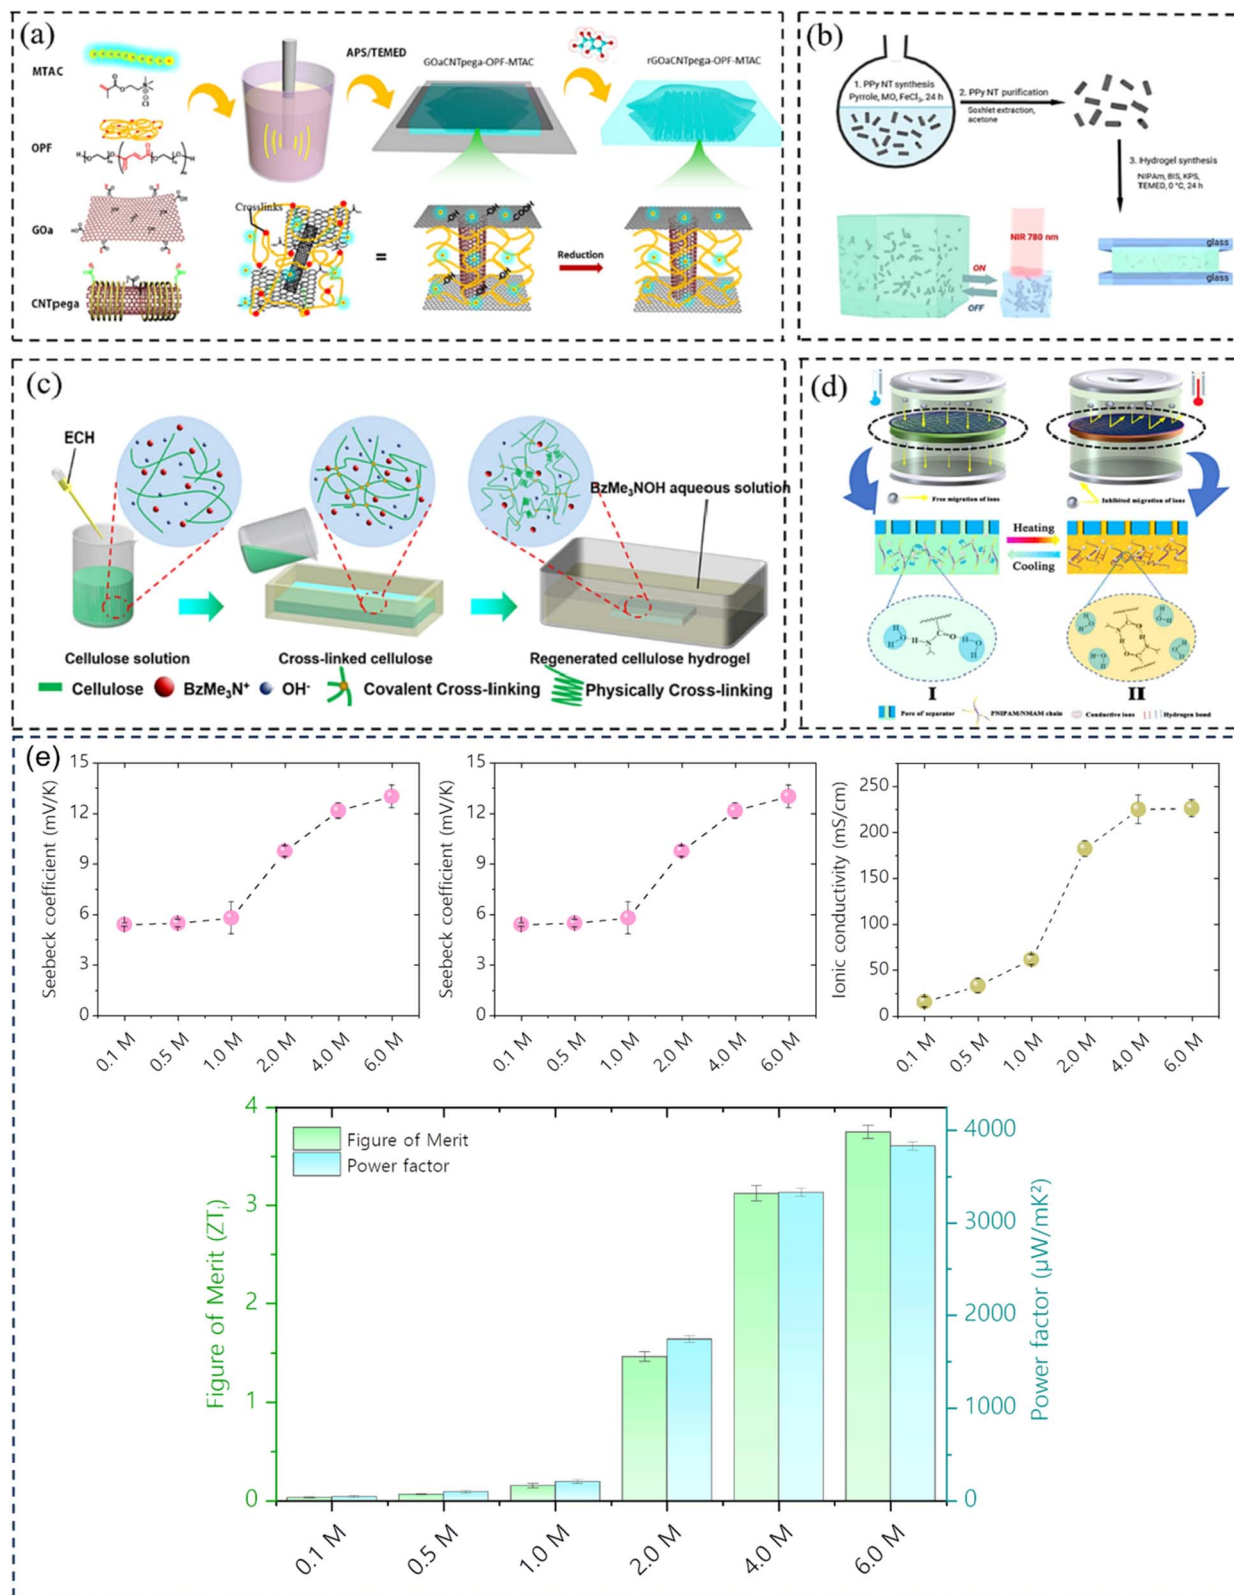 (a)
MTAC
OPF
GOa
CNTpega
APS/TEMED
GOaCNTpega-OPF-MTAC
rGOaCNTpega-OPF-MTAC
Crosslinks
=
Reduction
(b)
1. PPy NT synthesis
Pyrrole, MO, FeCl₃, 24 h
2. PPy NT purification
Soxhlet extraction,
acetone
3. Hydrogel synthesis
NIPAm, BIS, KPS,
TEMED, 0 °C, 24 h
NIR 780 nm
ON
OFF
glass
glass
(c)
ECH
BzMe₃NOH aqueous solution
Cellulose solution
Cross-linked cellulose
Regenerated cellulose hydrogel
Cellulose
BzMe₃N⁺
OH⁻
Covalent Cross-linking
Physically Cross-linking
(d)
Free migration of ions
Inhibited migration of ions
Heating
Cooling
I
II
Pore of separator
PNIPAM/NMAM chain
Conductive ions
Hydrogen bond
(e)
Seebeck coefficient (mV/K)
15
12
9
6
3
0
0.1 M
0.5 M
1.0 M
2.0 M
4.0 M
6.0 M
Seebeck coefficient (mV/K)
15
12
9
6
3
0
0.1 M
0.5 M
1.0 M
2.0 M
4.0 M
6.0 M
Ionic conductivity (mS/cm)
250
200
150
100
50
0
0.1 M
0.5 M
1.0 M
2.0 M
4.0 M
6.0 M
Figure of Merit (ZTᵢ)
4
3
2
1
0
Figure of Merit
Power factor
4000
3000
2000
1000
0
Power factor (μW/mK²)
0.1 M
0.5 M
1.0 M
2.0 M
4.0 M
6.0 M